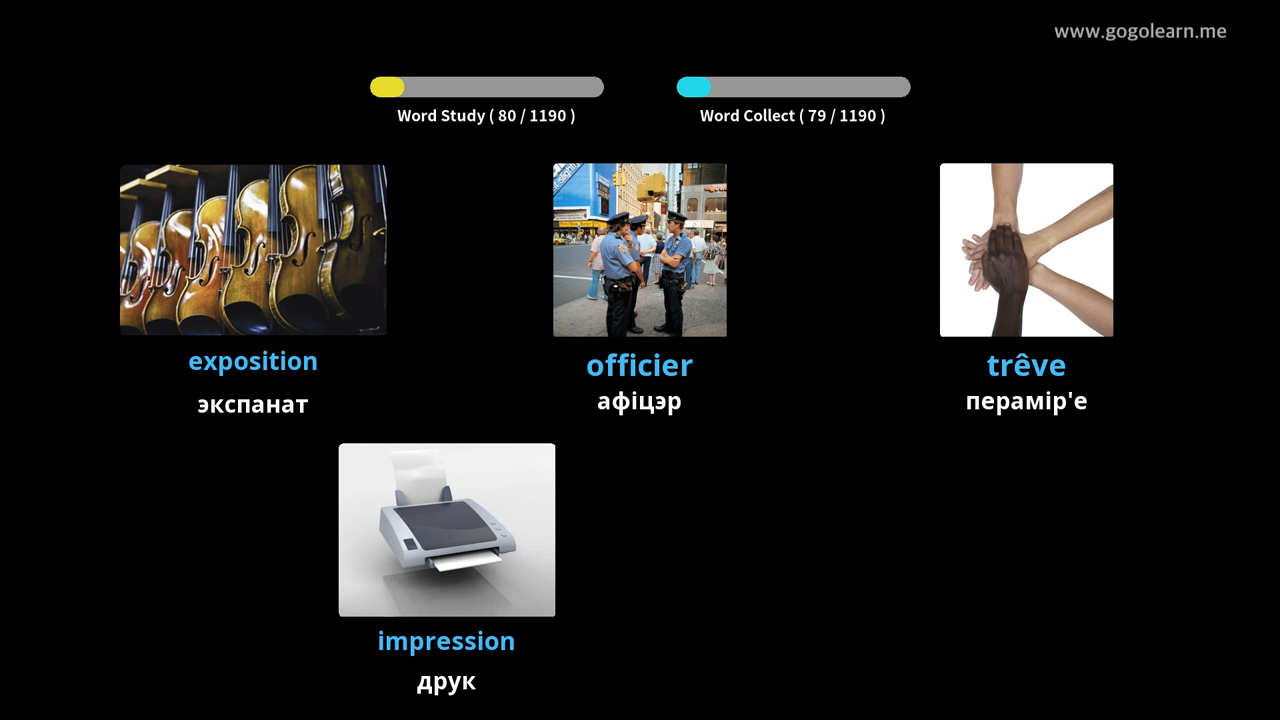 www.gogolearn.me
Word Study ( 80 / 1190 )
Word Collect ( 79 / 1190 )
exposition
экспанат
officier
афіцэр
trêve
перамір'е
impression
друк